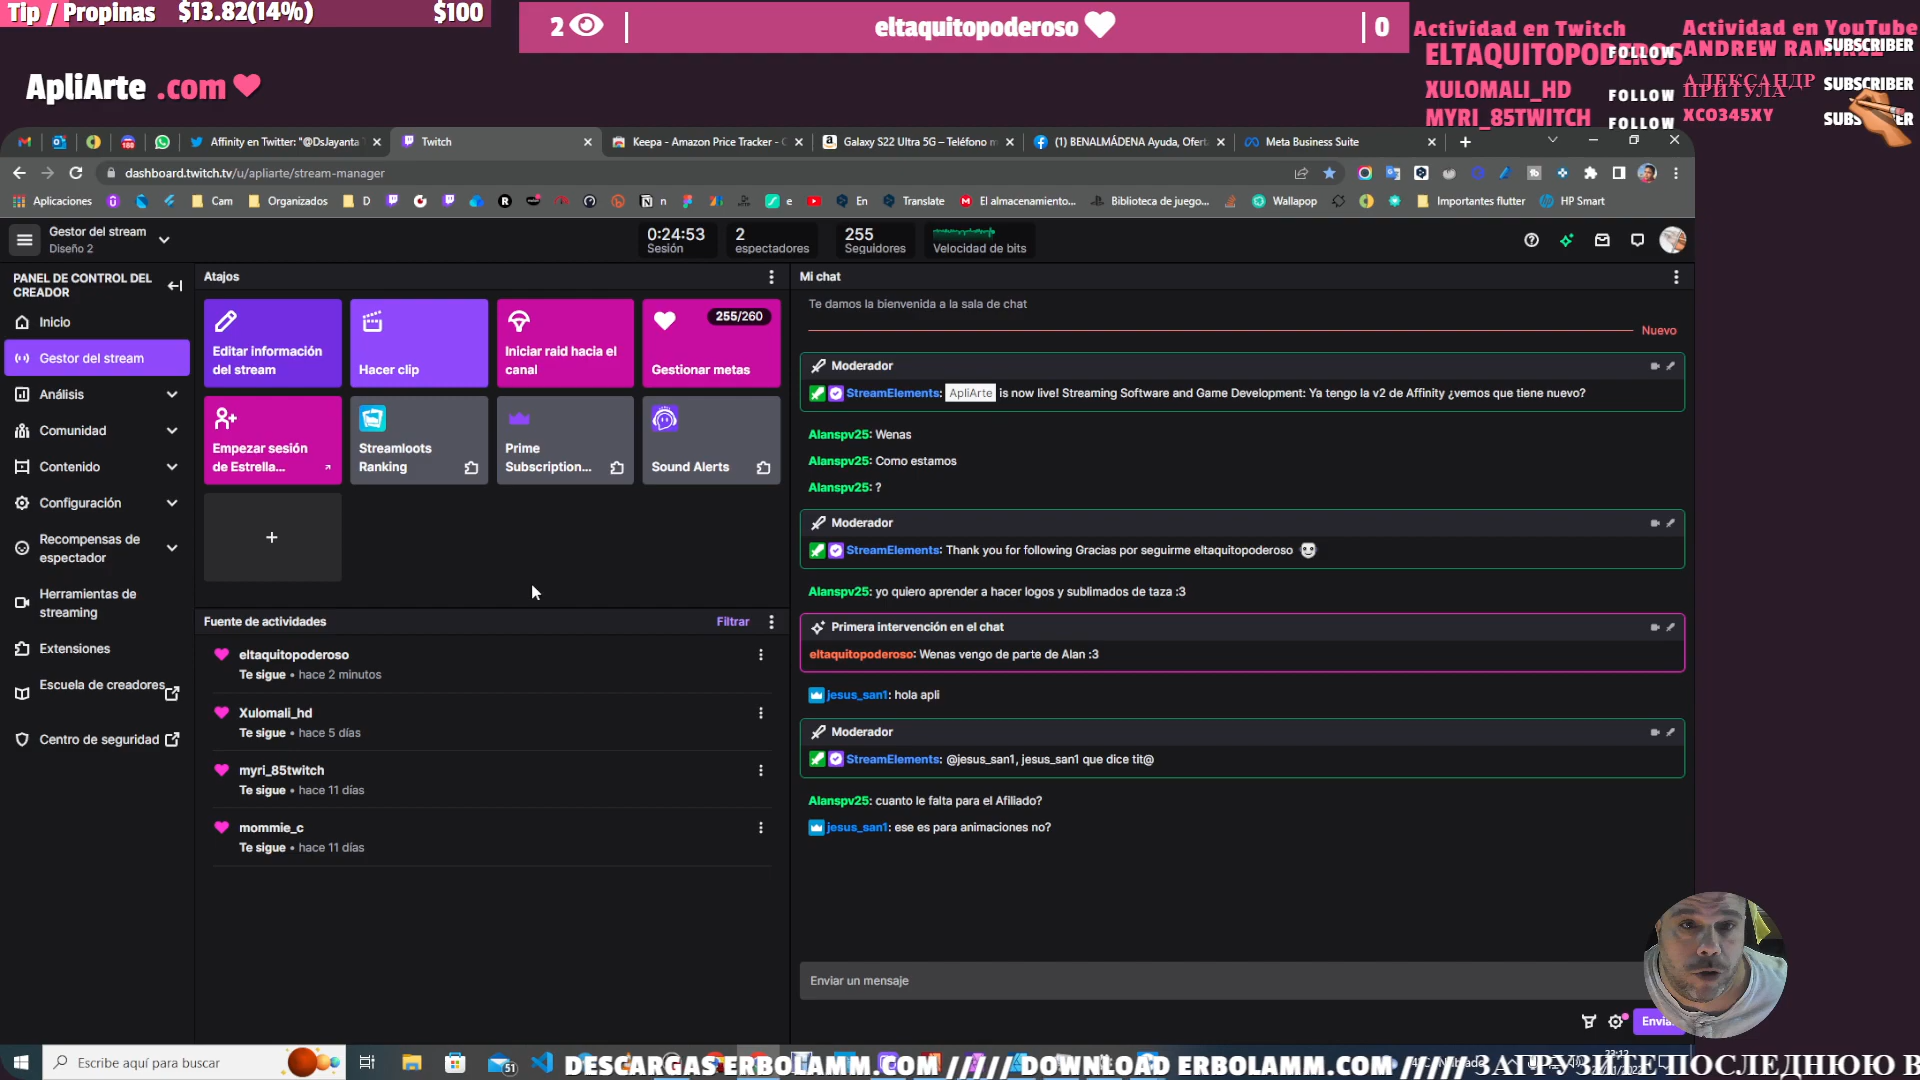 Tip / Propinas $13.82(14%) $100
2 eltaquitopoderoso 0
Actividad en Twitch
ELTAQUITOPODEROS FOLLOW
XULOMALI_HD FOLLOW
MYRI_85TWITCH FOLLOW
Actividad en YouTube
ANDREW RAMIREZ SUBSCRIBER
АЛЕКСАНДР ПРИТУЛА SUBSCRIBER
XCO345XY
ApliArte .com
Affinity en Twitter: "@DsJayanta
Twitch
Keepa - Amazon Price Tracker - C
Galaxy S22 Ultra 5G – Teléfono m
(1) BENALMÁDENA Ayuda, Ofert
Meta Business Suite
dashboard.twitch.tv/u/apliarte/stream-manager
Aplicaciones
Cam
Organizados
D
n
e
En
Translate
El almacenamiento...
Biblioteca de juego...
Wallapop
Importantes flutter
HP Smart
Gestor del stream
Diseño 2
0:24:53
Sesión
2
espectadores
255
Seguidores
Velocidad de bits
PANEL DE CONTROL DEL
CREADOR
Inicio
Gestor del stream
Análisis
Comunidad
Contenido
Configuración
Recompensas de
espectador
Herramientas de
streaming
Extensiones
Escuela de creadores
Centro de seguridad
Atajos
Editar información
del stream
Hacer clip
Iniciar raid hacia el
canal
255/260
Gestionar metas
Empezar sesión
de Estrella...
Streamloots
Ranking
Prime
Subscription...
Sound Alerts
+
Fuente de actividades
Filtrar
eltaquitopoderoso
Te sigue • hace 2 minutos
Xulomali_hd
Te sigue • hace 5 días
myri_85twitch
Te sigue • hace 11 días
mommie_c
Te sigue • hace 11 días
Mi chat
Te damos la bienvenida a la sala de chat
Nuevo
Moderador
StreamElements: ApliArte is now live! Streaming Software and Game Development: Ya tengo la v2 de Affinity ¿vemos que tiene nuevo?
Alanspv25: Wenas
Alanspv25: Como estamos
Alanspv25: ?
Moderador
StreamElements: Thank you for following Gracias por seguirme eltaquitopoderoso
Alanspv25: yo quiero aprender a hacer logos y sublimados de taza :3
Primera intervención en el chat
eltaquitopoderoso: Wenas vengo de parte de Alan :3
jesus_san1: hola apli
Moderador
StreamElements: @jesus_san1, jesus_san1 que dice tit@
Alanspv25: cuanto le falta para el Afiliado?
jesus_san1: ese es para animaciones no?
Enviar un mensaje
Envia
Escribe aquí para buscar
51
DESCARGAS ERBOLAMM.COM ///// DOWNLOAD ERBOLAMM.COM ///// ЗАГРУЗИТЕ ПОСЛЕДНЮЮ В